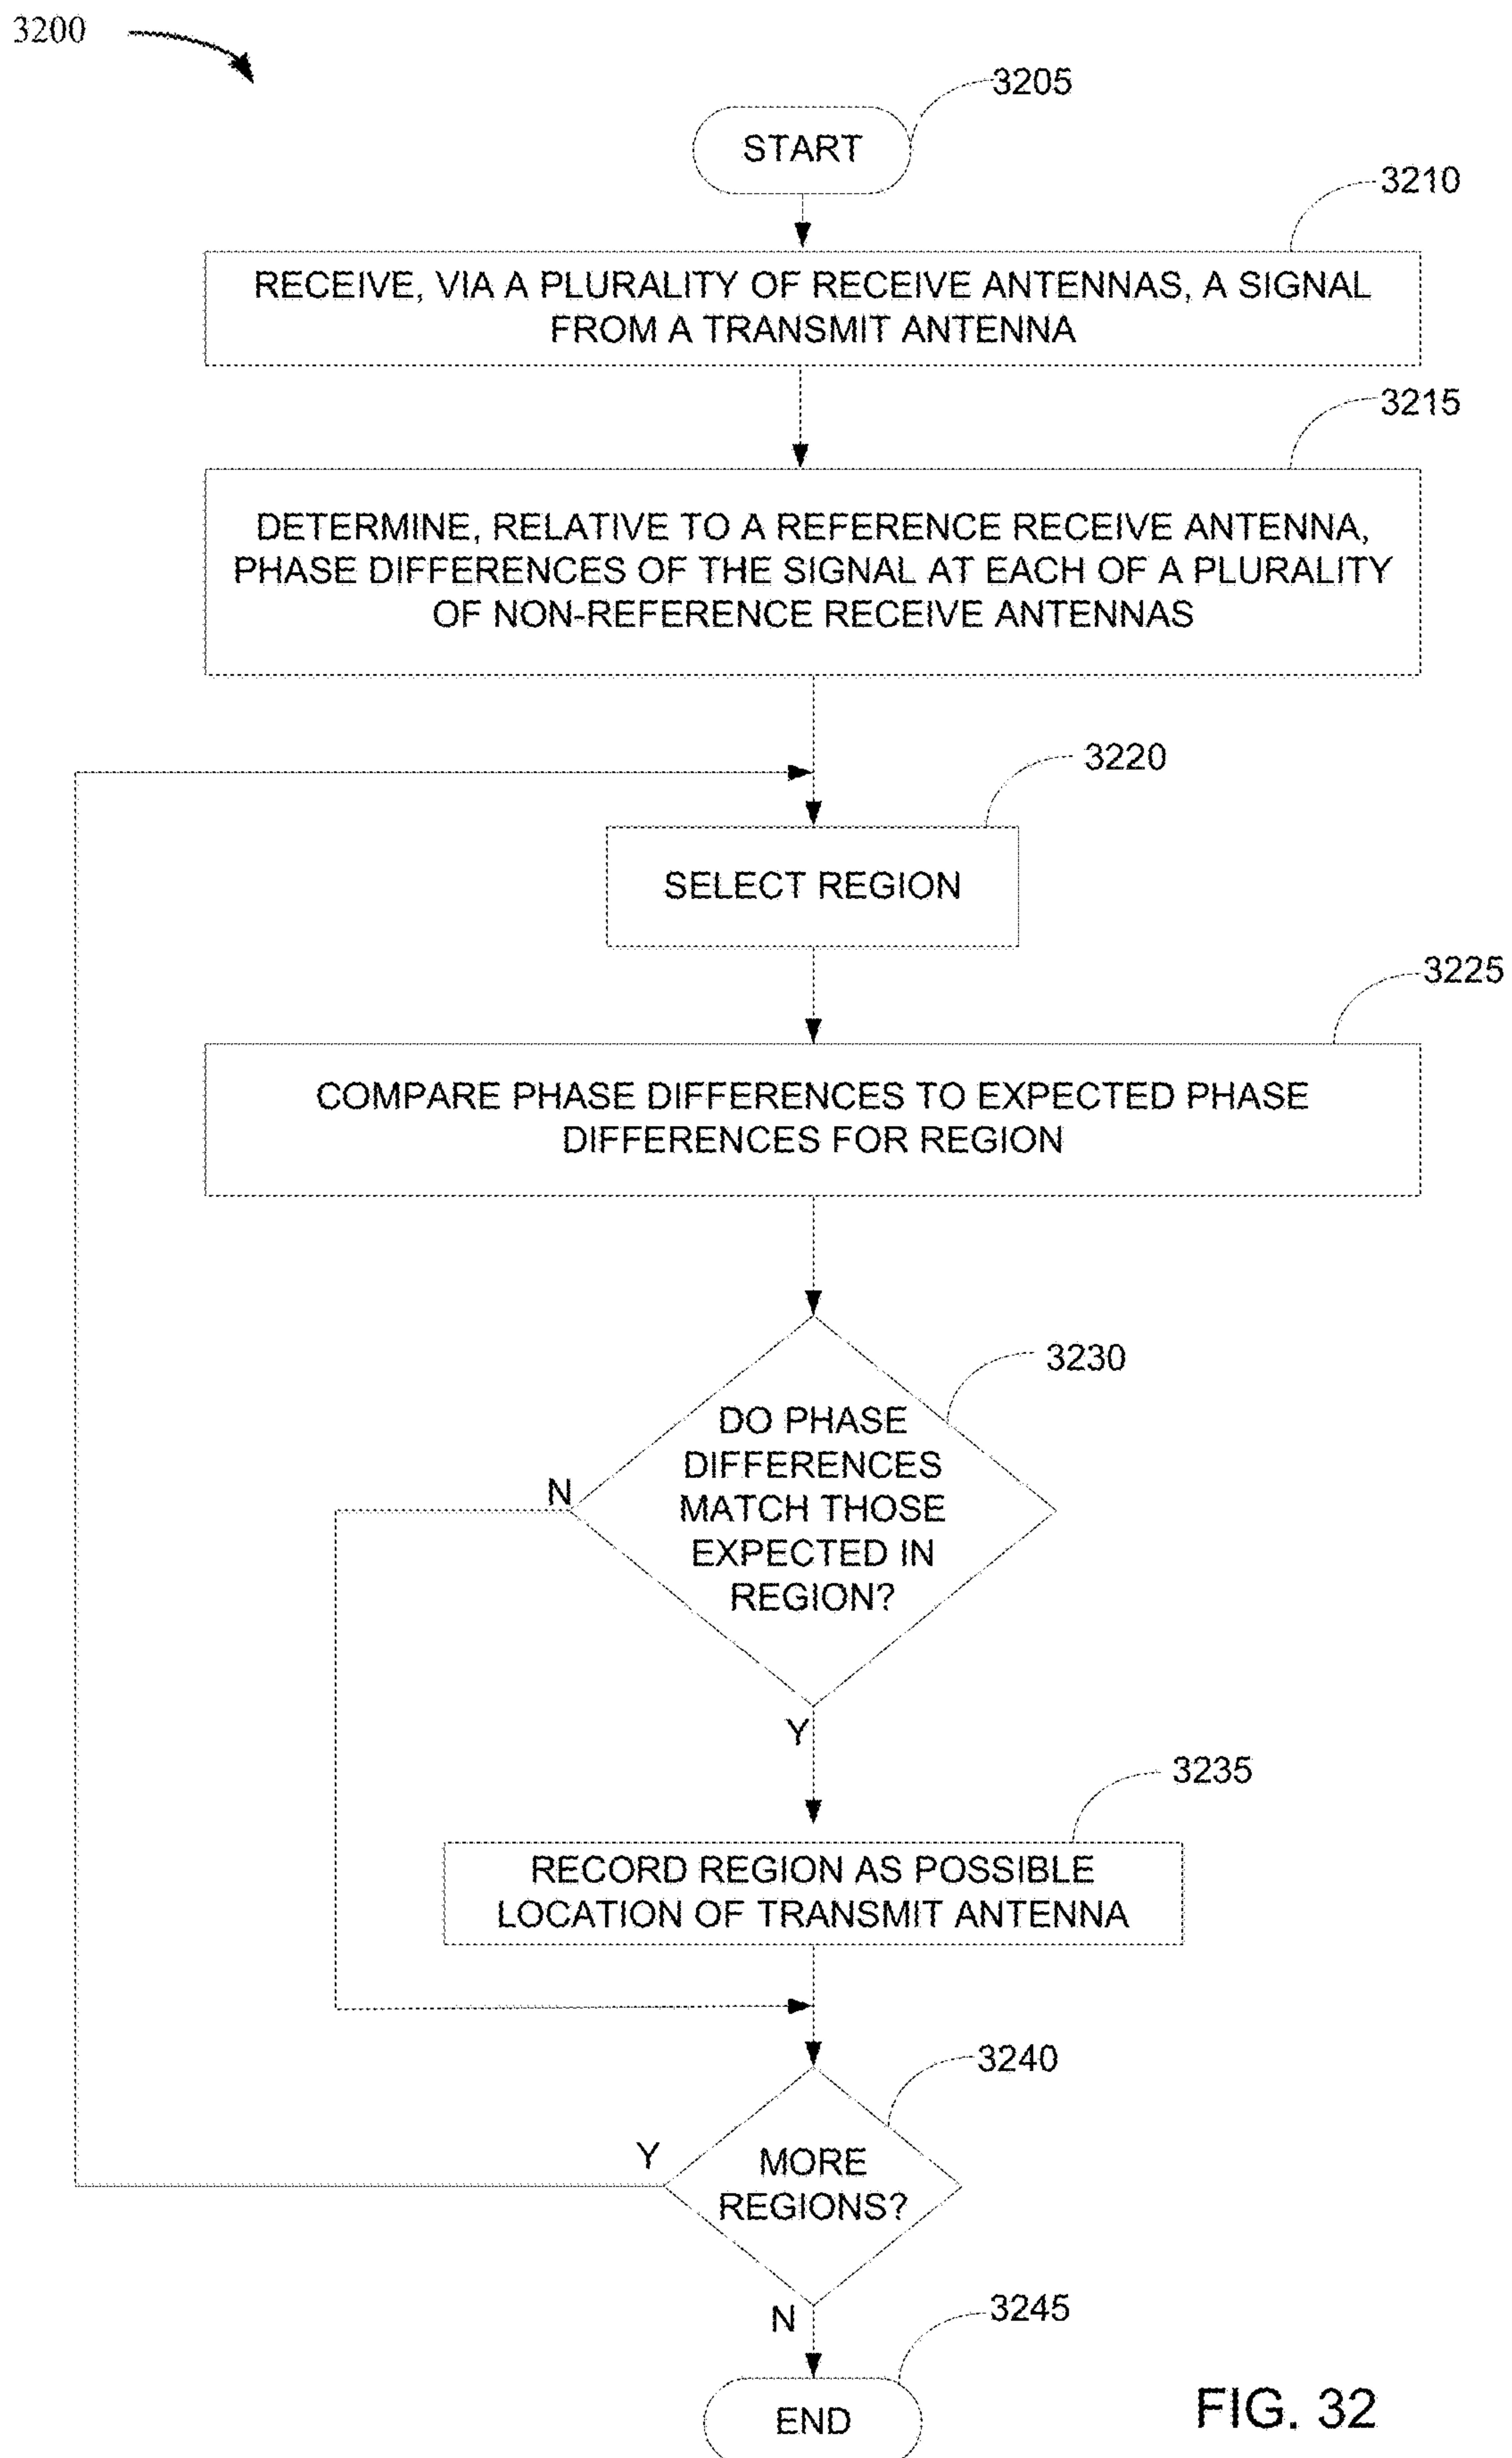 3200
3205
START
3210
RECEIVE, VIA A PLURALITY OF RECEIVE ANTENNAS, A SIGNAL
FROM A TRANSMIT ANTENNA
3215
DETERMINE, RELATIVE TO A REFERENCE RECEIVE ANTENNA,
PHASE DIFFERENCES OF THE SIGNAL AT EACH OF A PLURALITY
OF NON-REFERENCE RECEIVE ANTENNAS
3220
SELECT REGION
3225
COMPARE PHASE DIFFERENCES TO EXPECTED PHASE
DIFFERENCES FOR REGION
3230
DO PHASE
DIFFERENCES
MATCH THOSE
EXPECTED IN
REGION?
N
Y
3235
RECORD REGION AS POSSIBLE
LOCATION OF TRANSMIT ANTENNA
3240
MORE
REGIONS?
Y
N
3245
END
FIG. 32